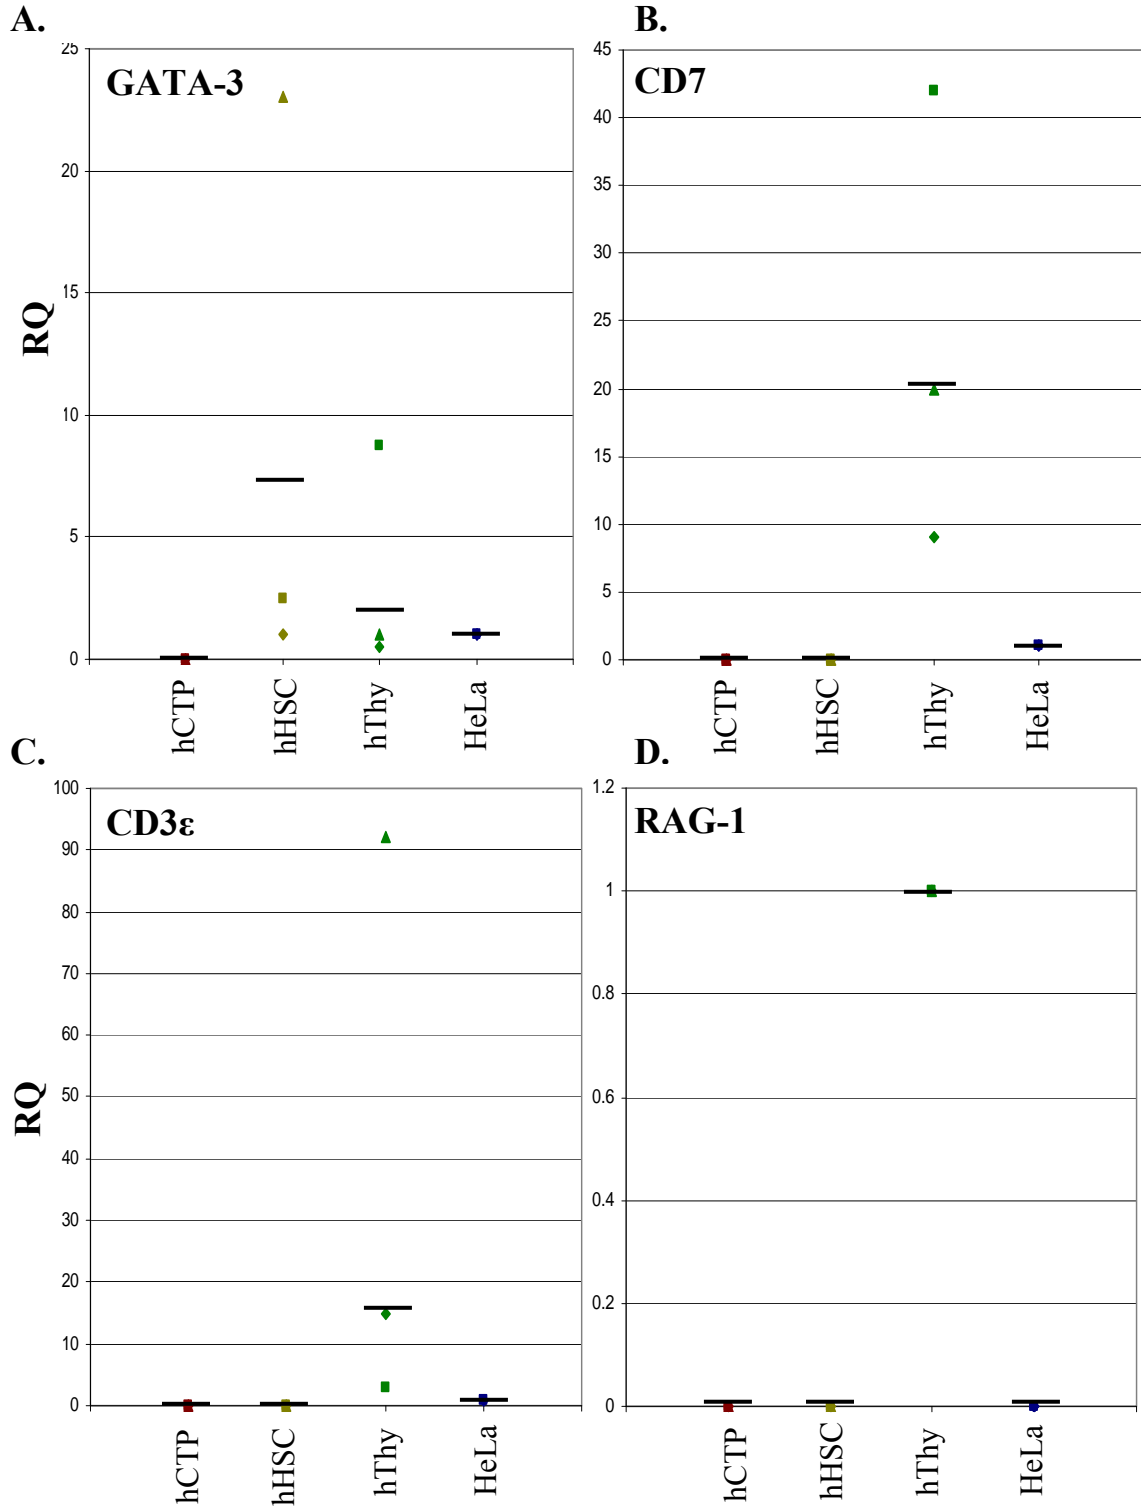 A.
B.
GATA-3
CD7
RQ
25
20
15
10
5
0
45
40
35
30
25
20
15
10
5
0
hCTP
hHSC
hThy
HeLa
hCTP
hHSC
hThy
HeLa
C.
D.
CD3ε
RAG-1
RQ
100
90
80
70
60
50
40
30
20
10
0
1.2
1
0.8
0.6
0.4
0.2
0
hCTP
hHSC
hThy
HeLa
hCTP
hHSC
hThy
HeLa